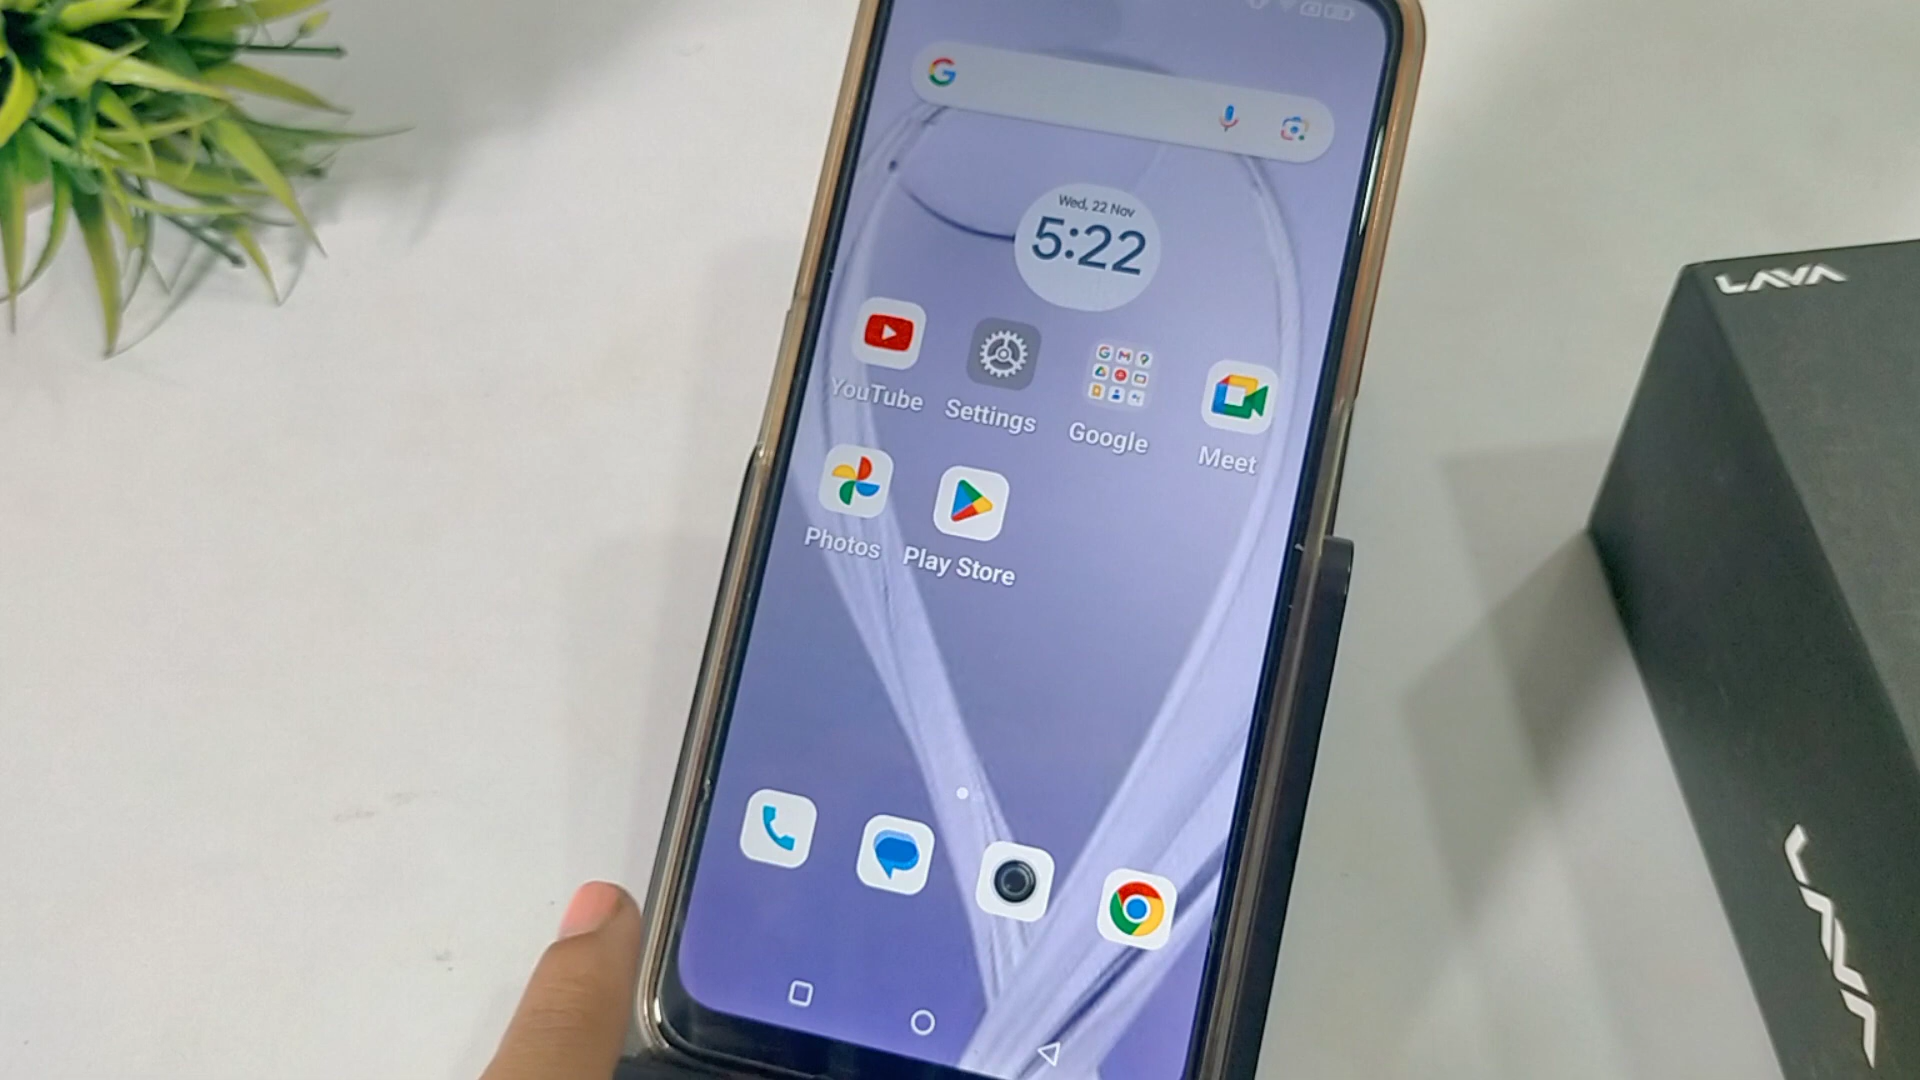 Wed, 22 Nov
5:22
YouTube
Settings
Google
Meet
Photos
Play Store
LAVA
LAVA